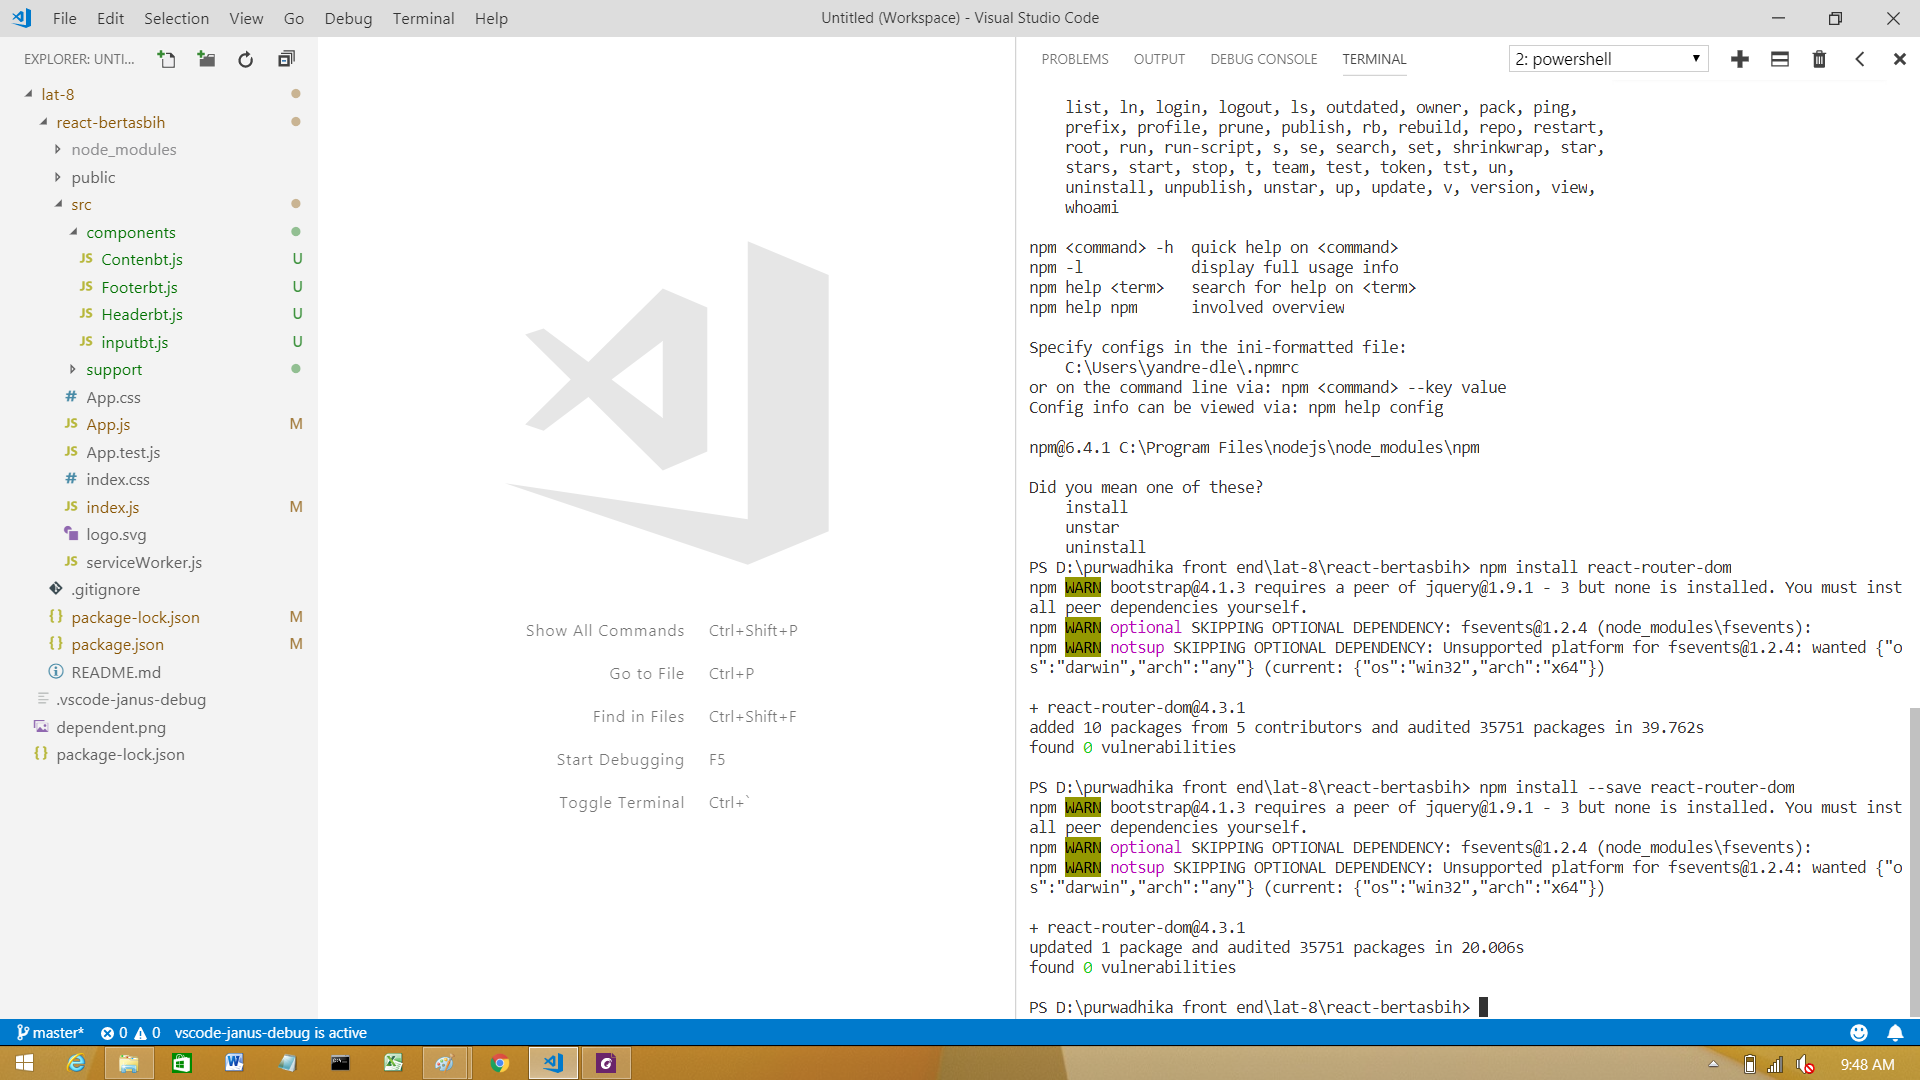 File Edit Selection View Go Debug Terminal Help
Untitled (Workspace) - Visual Studio Code
EXPLORER: UNTI...
lat-8
react-bertasbih
node_modules
public
src
components
JS Contenbt.js U
JS Footerbt.js U
JS Headerbt.js U
JS inputbt.js U
support
# App.css
JS App.js M
JS App.test.js
# index.css
JS index.js M
logo.svg
JS serviceWorker.js
.gitignore
{} package-lock.json M
{} package.json M
README.md
.vscode-janus-debug
dependent.png
{} package-lock.json
Show All Commands Ctrl+Shift+P
Go to File Ctrl+P
Find in Files Ctrl+Shift+F
Start Debugging F5
Toggle Terminal Ctrl+`
PROBLEMS OUTPUT DEBUG CONSOLE TERMINAL
2: powershell
list, ln, login, logout, ls, outdated, owner, pack, ping,
prefix, profile, prune, publish, rb, rebuild, repo, restart,
root, run, run-script, s, se, search, set, shrinkwrap, star,
stars, start, stop, t, team, test, token, tst, un,
uninstall, unpublish, unstar, up, update, v, version, view,
whoami
npm <command> -h quick help on <command>
npm -l display full usage info
npm help <term> search for help on <term>
npm help npm involved overview
Specify configs in the ini-formatted file:
C:\Users\yandre-dle\.npmrc
or on the command line via: npm <command> --key value
Config info can be viewed via: npm help config
npm@6.4.1 C:\Program Files\nodejs\node_modules\npm
Did you mean one of these?
install
unstar
uninstall
PS D:\purwadhika front end\lat-8\react-bertasbih> npm install react-router-dom
npm WARN bootstrap@4.1.3 requires a peer of jquery@1.9.1 - 3 but none is installed. You must inst
all peer dependencies yourself.
npm WARN optional SKIPPING OPTIONAL DEPENDENCY: fsevents@1.2.4 (node_modules\fsevents):
npm WARN notsup SKIPPING OPTIONAL DEPENDENCY: Unsupported platform for fsevents@1.2.4: wanted {"o
s":"darwin","arch":"any"} (current: {"os":"win32","arch":"x64"})
+ react-router-dom@4.3.1
added 10 packages from 5 contributors and audited 35751 packages in 39.762s
found 0 vulnerabilities
PS D:\purwadhika front end\lat-8\react-bertasbih> npm install --save react-router-dom
npm WARN bootstrap@4.1.3 requires a peer of jquery@1.9.1 - 3 but none is installed. You must inst
all peer dependencies yourself.
npm WARN optional SKIPPING OPTIONAL DEPENDENCY: fsevents@1.2.4 (node_modules\fsevents):
npm WARN notsup SKIPPING OPTIONAL DEPENDENCY: Unsupported platform for fsevents@1.2.4: wanted {"o
s":"darwin","arch":"any"} (current: {"os":"win32","arch":"x64"})
+ react-router-dom@4.3.1
updated 1 package and audited 35751 packages in 20.006s
found 0 vulnerabilities
PS D:\purwadhika front end\lat-8\react-bertasbih>
master* 0 0 vscode-janus-debug is active
9:48 AM